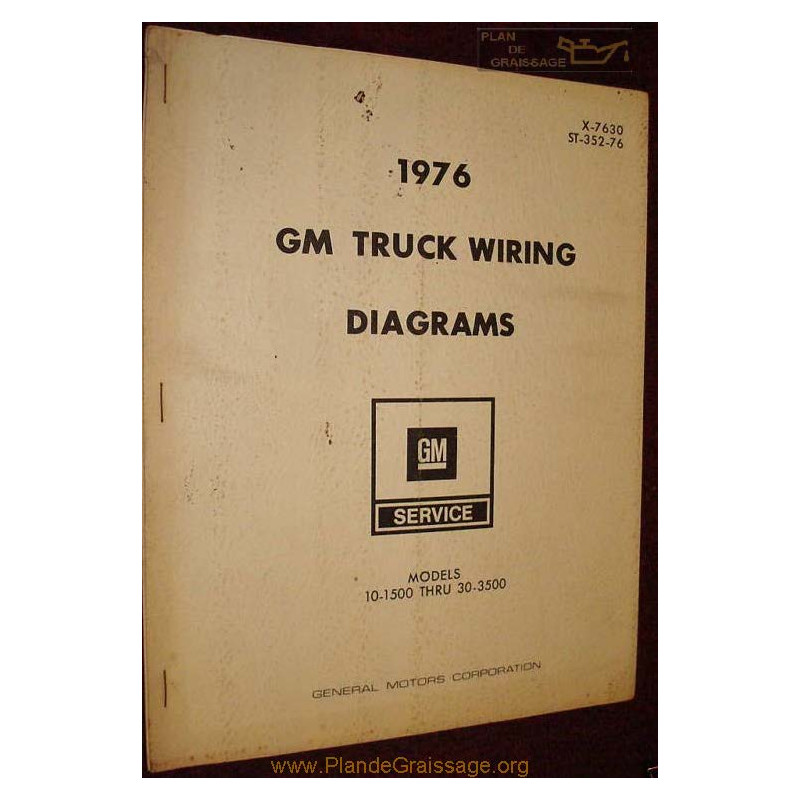 PLAN
DE
GRAISSAGE
X-7630
ST-352-76
1976
GM TRUCK WIRING
DIAGRAMS
GM
SERVICE
MODELS
10-1500 THRU 30-3500
GENERAL MOTORS CORPORATION
www.PlandeGraissage.org